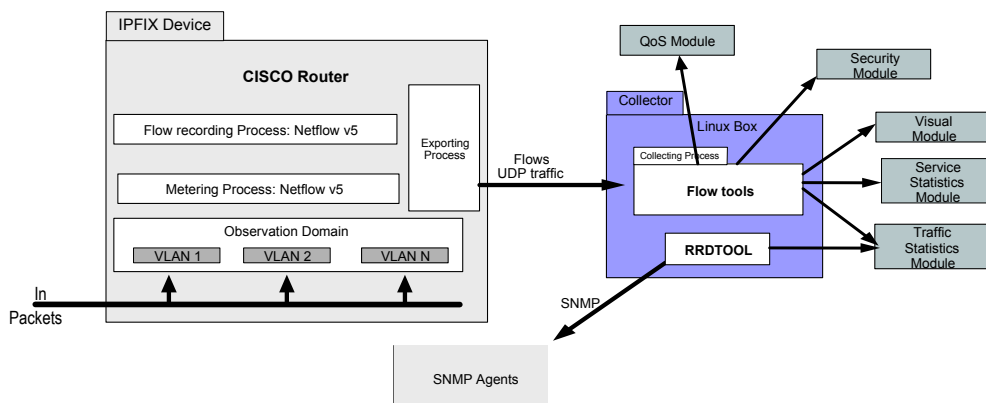 IPFIX Device
CISCO Router
Flow recording Process: Netflow v5
Metering Process: Netflow v5
Exporting
Process
Observation Domain
VLAN 1
VLAN 2
VLAN N
In
Packets
Flows
UDP traffic
Collector
Linux Box
Collecting Process
Flow tools
RRDTOOL
SNMP
SNMP Agents
QoS Module
Security
Module
Visual
Module
Service
Statistics
Module
Traffic
Statistics
Module